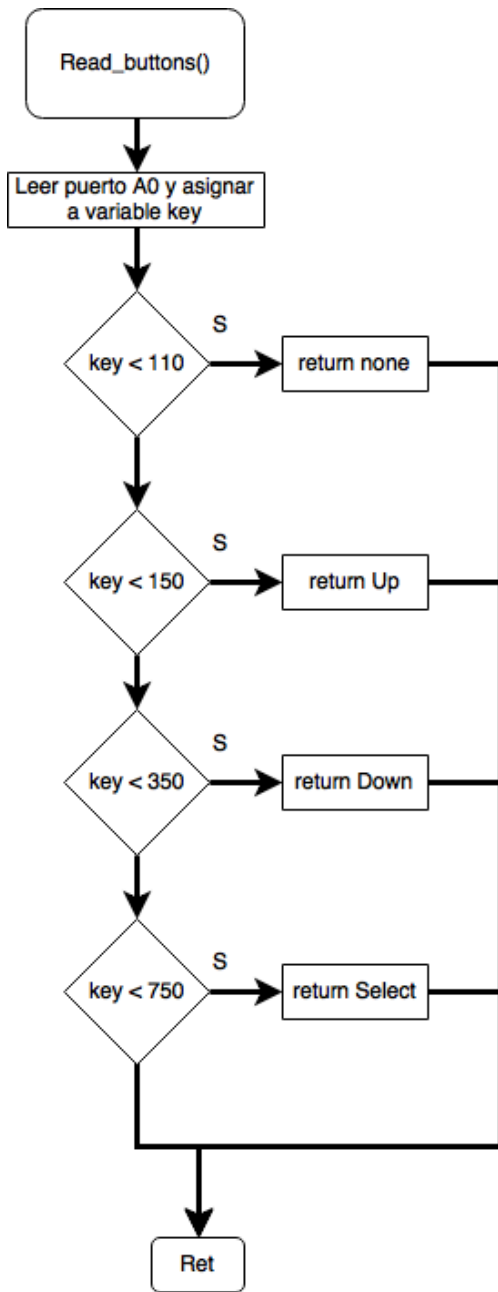 Read_buttons()
Leer puerto A0 y asignar
a variable key
key < 110
S
return none
key < 150
S
return Up
key < 350
S
return Down
key < 750
S
return Select
Ret